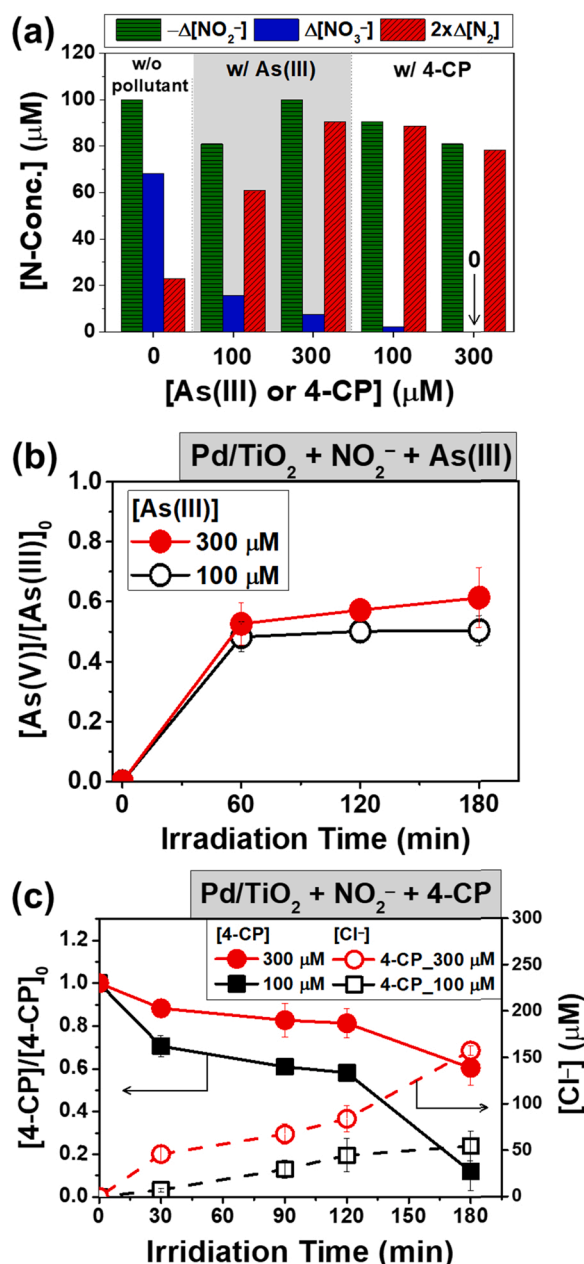 (a)
−Δ[NO₂⁻] Δ[NO₃⁻] 2xΔ[N₂]
w/o pollutant
w/ As(III)
w/ 4-CP
120
100
80
60
40
20
0
[N-Conc.] (μM)
0
0 100 300 100 300
[As(III) or 4-CP] (μM)
(b)
Pd/TiO₂ + NO₂⁻ + As(III)
[As(III)]
300 μM
100 μM
1.0
0.8
0.6
0.4
0.2
0.0
[As(V)]/[As(III)]₀
0 60 120 180
Irradiation Time (min)
(c)
Pd/TiO₂ + NO₂⁻ + 4-CP
[4-CP] [Cl⁻]
300 μM 4-CP_300 μM
100 μM 4-CP_100 μM
1.2
1.0
0.8
0.6
0.4
0.2
0.0
[4-CP]/[4-CP]₀
300
250
200
150
100
50
0
[Cl⁻] (μM)
0 30 60 90 120 150 180
Irridiation Time (min)